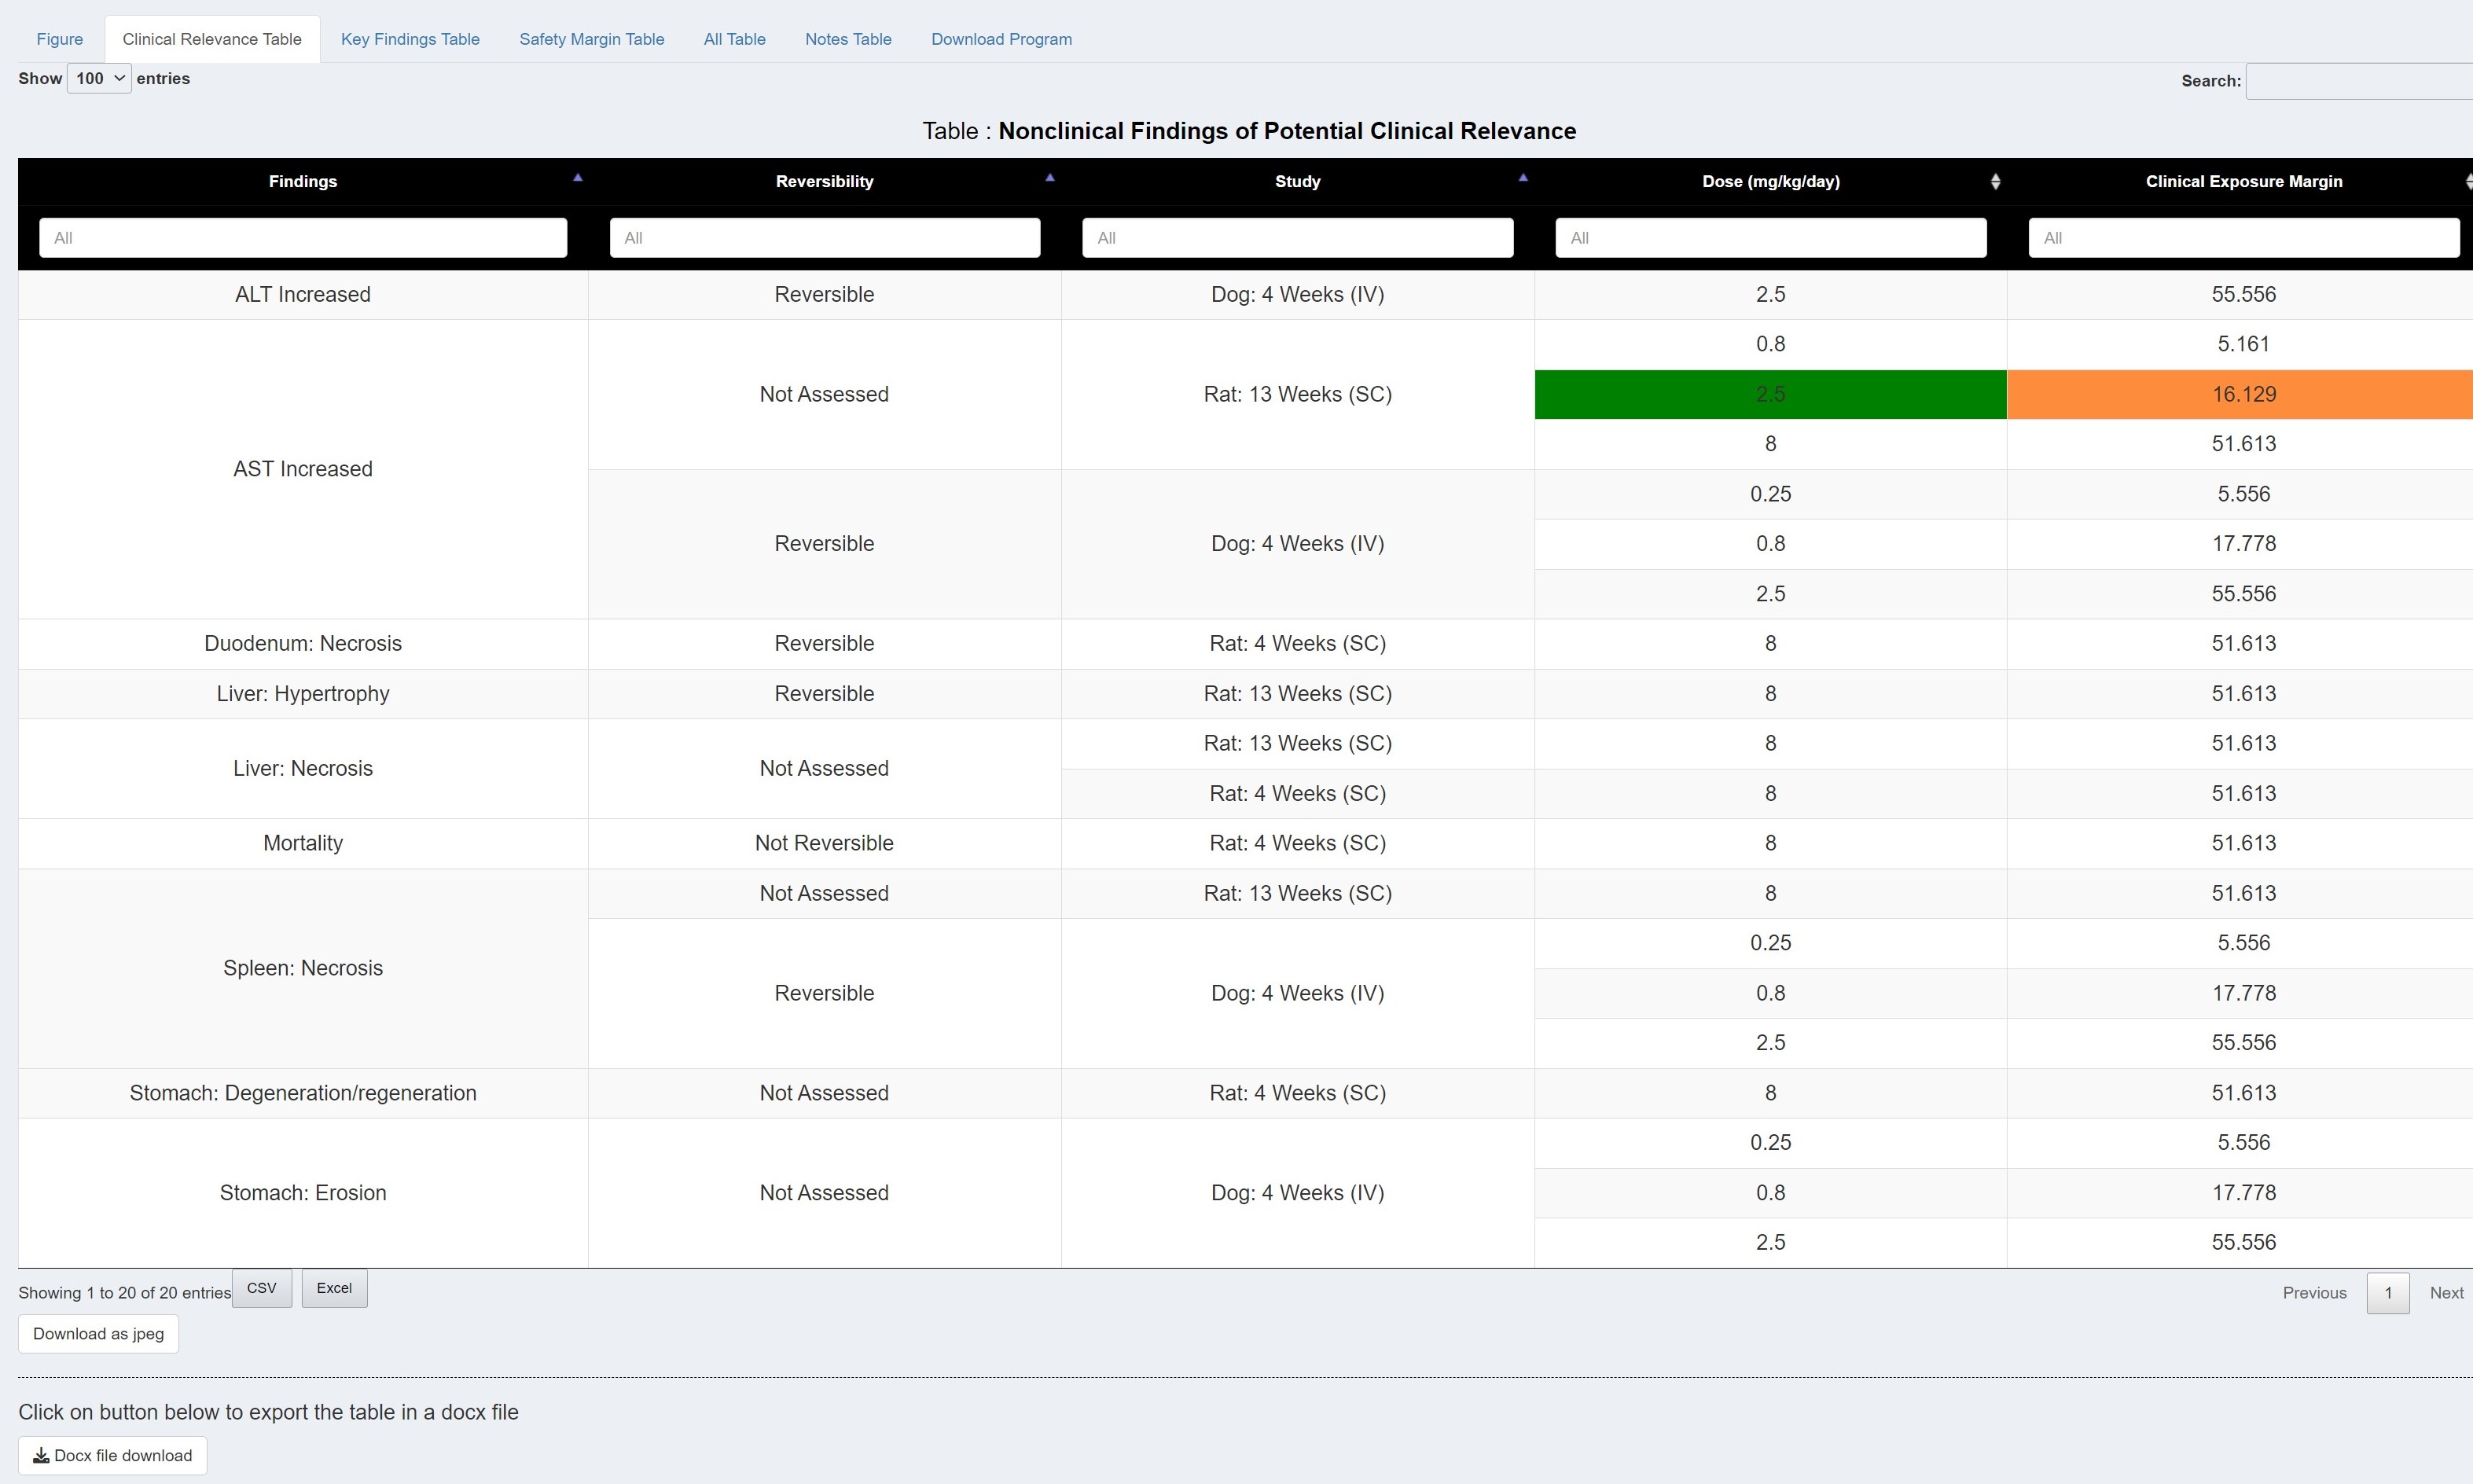 Figure Clinical Relevance Table Key Findings Table Safety Margin Table All Table Notes Table Download Program
Show 100 entries Search:
Table : Nonclinical Findings of Potential Clinical Relevance
Findings Reversibility Study Dose (mg/kg/day) Clinical Exposure Margin
All All All All All
ALT Increased Reversible Dog: 4 Weeks (IV) 2.5 55.556
AST Increased Not Assessed Rat: 13 Weeks (SC) 0.8 5.161
2.5 16.129
8 51.613
Reversible Dog: 4 Weeks (IV) 0.25 5.556
0.8 17.778
2.5 55.556
Duodenum: Necrosis Reversible Rat: 4 Weeks (SC) 8 51.613
Liver: Hypertrophy Reversible Rat: 13 Weeks (SC) 8 51.613
Liver: Necrosis Not Assessed Rat: 13 Weeks (SC) 8 51.613
Rat: 4 Weeks (SC) 8 51.613
Mortality Not Reversible Rat: 4 Weeks (SC) 8 51.613
Spleen: Necrosis Not Assessed Rat: 13 Weeks (SC) 8 51.613
Reversible Dog: 4 Weeks (IV) 0.25 5.556
0.8 17.778
2.5 55.556
Stomach: Degeneration/regeneration Not Assessed Rat: 4 Weeks (SC) 8 51.613
Stomach: Erosion Not Assessed Dog: 4 Weeks (IV) 0.25 5.556
0.8 17.778
2.5 55.556
Showing 1 to 20 of 20 entries CSV Excel Previous 1 Next
Download as jpeg
Click on button below to export the table in a docx file
Docx file download